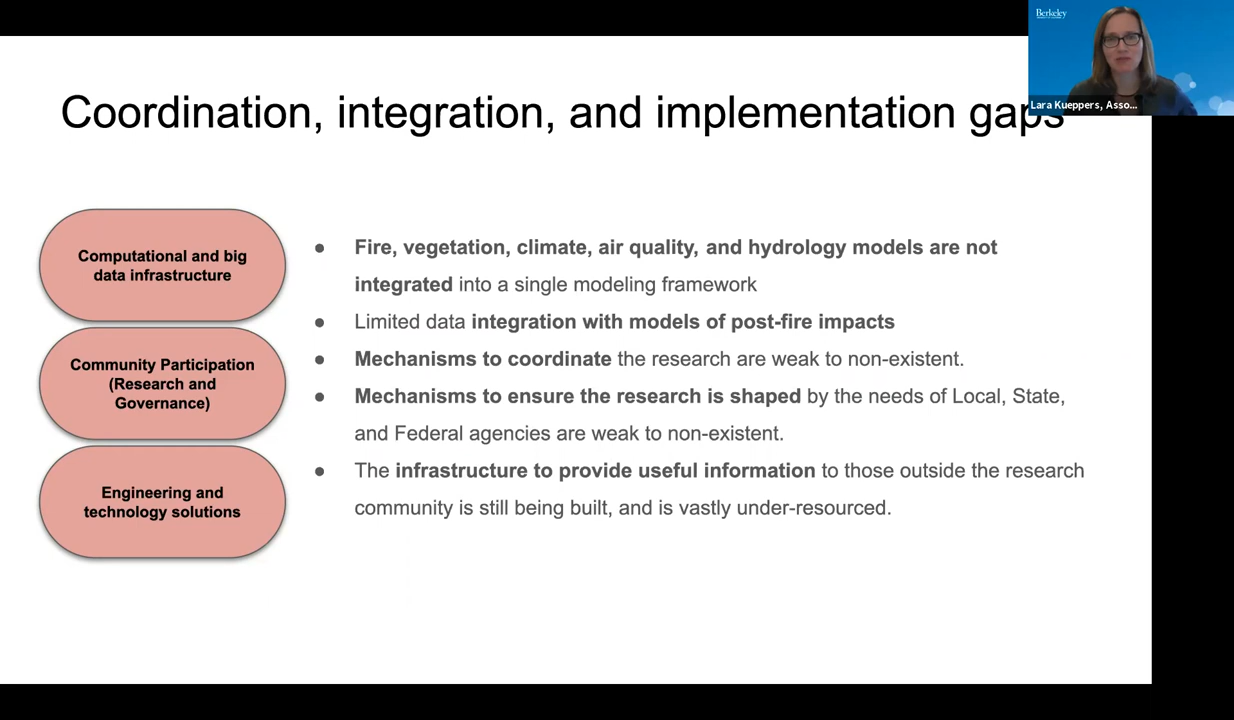 Berkeley
Lara Kueppers, Asso...
Coordination, integration, and implementation gaps
Computational and big
data infrastructure
Community Participation
(Research and
Governance)
Engineering and
technology solutions
● Fire, vegetation, climate, air quality, and hydrology models are not
integrated into a single modeling framework
● Limited data integration with models of post-fire impacts
● Mechanisms to coordinate the research are weak to non-existent.
● Mechanisms to ensure the research is shaped by the needs of Local, State,
and Federal agencies are weak to non-existent.
● The infrastructure to provide useful information to those outside the research
community is still being built, and is vastly under-resourced.